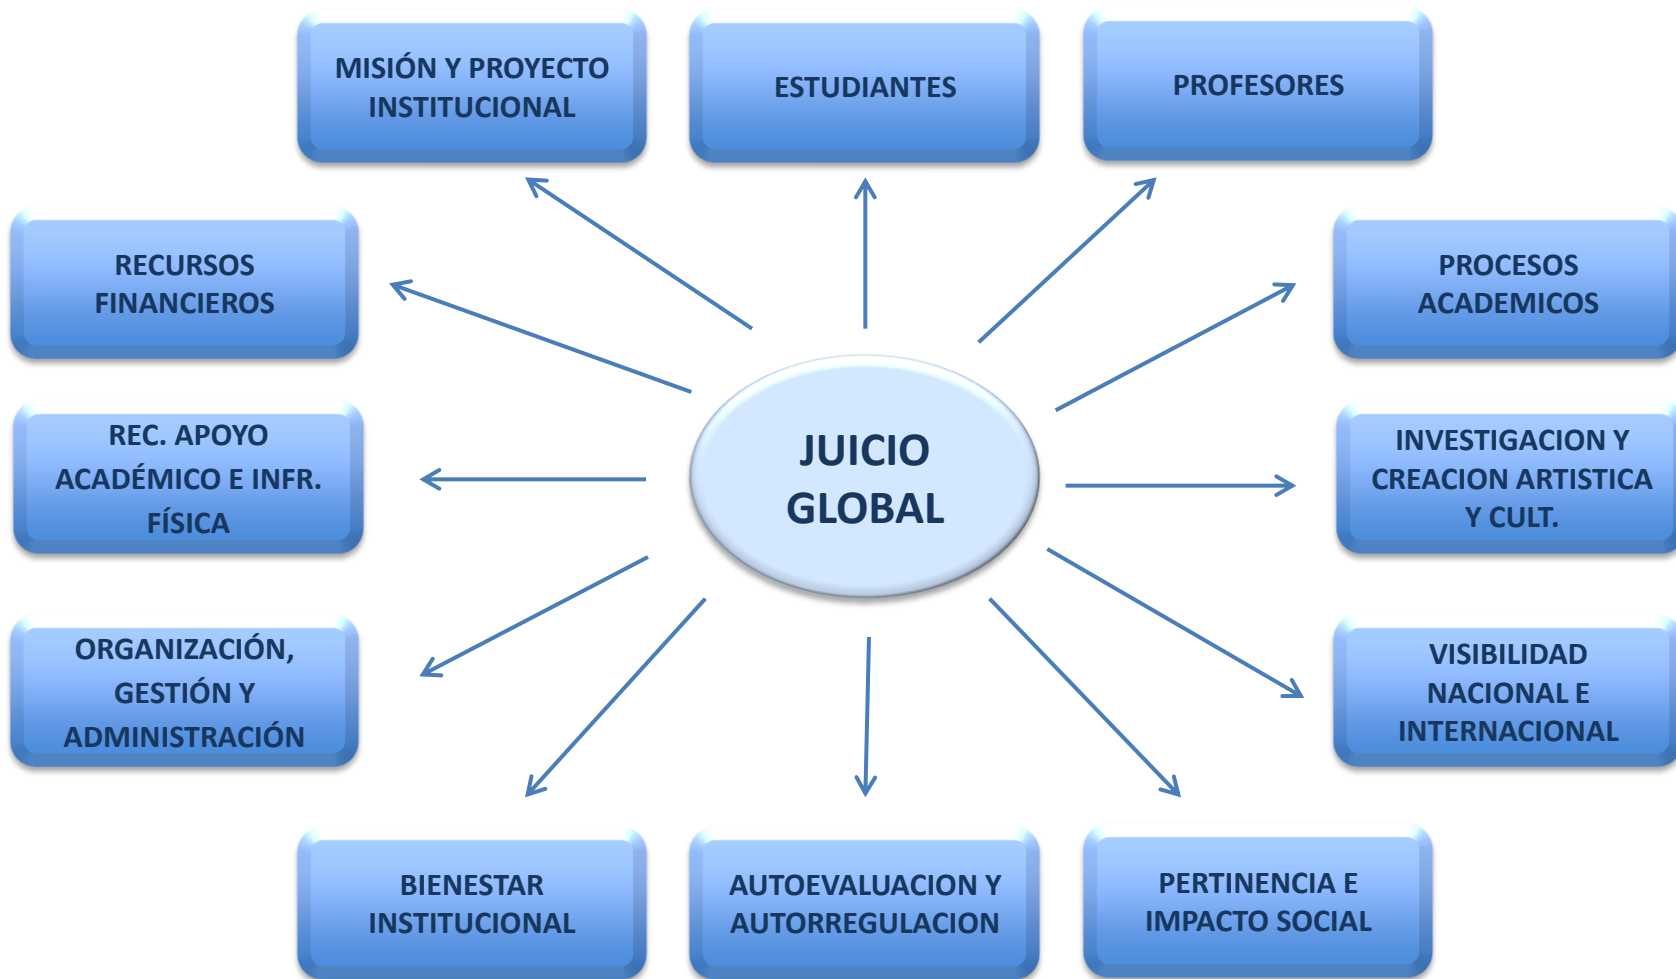 MISIÓN Y PROYECTO
INSTITUCIONAL
ESTUDIANTES
PROFESORES
RECURSOS
FINANCIEROS
PROCESOS
ACADEMICOS
REC. APOYO
ACADÉMICO E INFR.
FÍSICA
JUICIO
GLOBAL
INVESTIGACION Y
CREACION ARTISTICA
Y CULT.
ORGANIZACIÓN,
GESTIÓN Y
ADMINISTRACIÓN
VISIBILIDAD
NACIONAL E
INTERNACIONAL
BIENESTAR
INSTITUCIONAL
AUTOEVALUACION Y
AUTORREGULACION
PERTINENCIA E
IMPACTO SOCIAL